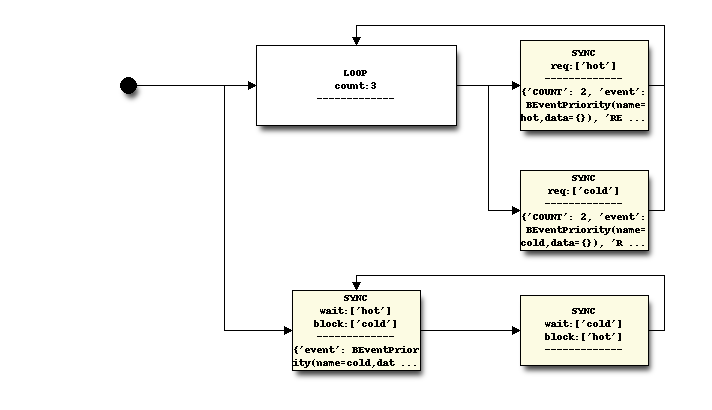 LOOP
count:3
-------------
SYNC
req:['hot']
-------------
{'COUNT': 2, 'event':
BEventPriority(name=
hot,data={}), 'RE ...
SYNC
req:['cold']
-------------
{'COUNT': 2, 'event':
BEventPriority(name=
cold,data={}), 'R ...
SYNC
wait:['hot']
block:['cold']
-------------
{'event': BEventPrior
ity(name=cold,dat ...
SYNC
wait:['cold']
block:['hot']
-------------